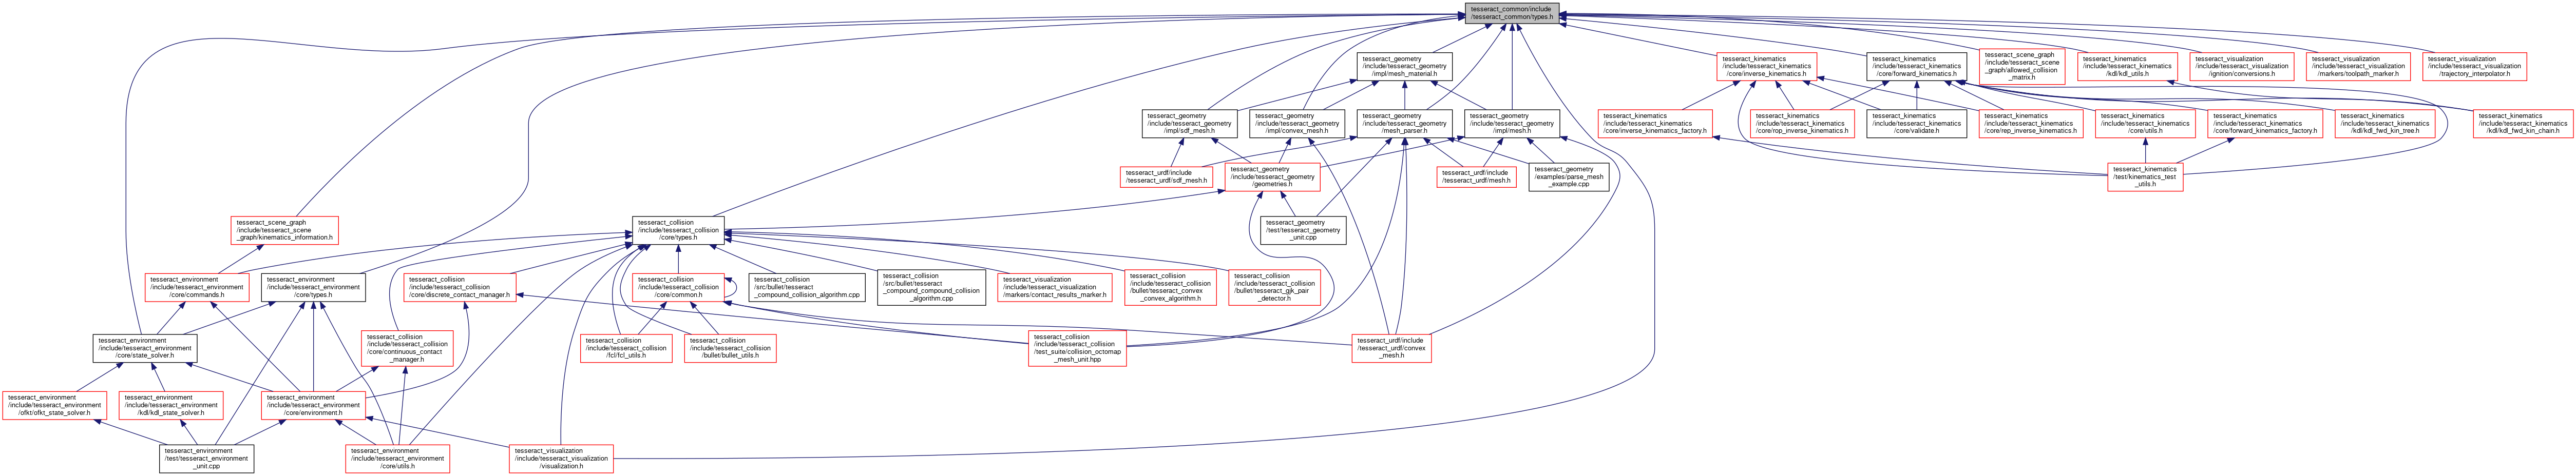 tesseract_common/include
/tesseract_common/types.h
tesseract_geometry
/include/tesseract_geometry
/impl/mesh_material.h
tesseract_kinematics
/include/tesseract_kinematics
/core/inverse_kinematics.h
tesseract_kinematics
/include/tesseract_kinematics
/core/forward_kinematics.h
tesseract_scene_graph
/include/tesseract_scene
_graph/allowed_collision
_matrix.h
tesseract_kinematics
/include/tesseract_kinematics
/kdl/kdl_utils.h
tesseract_visualization
/include/tesseract_visualization
/ignition/conversions.h
tesseract_visualization
/include/tesseract_visualization
/markers/toolpath_marker.h
tesseract_visualization
/include/tesseract_visualization
/trajectory_interpolator.h
tesseract_geometry
/include/tesseract_geometry
/impl/sdf_mesh.h
tesseract_geometry
/include/tesseract_geometry
/impl/convex_mesh.h
tesseract_geometry
/include/tesseract_geometry
/mesh_parser.h
tesseract_geometry
/include/tesseract_geometry
/impl/mesh.h
tesseract_kinematics
/include/tesseract_kinematics
/core/inverse_kinematics_factory.h
tesseract_kinematics
/include/tesseract_kinematics
/core/rop_inverse_kinematics.h
tesseract_kinematics
/include/tesseract_kinematics
/core/validate.h
tesseract_kinematics
/include/tesseract_kinematics
/core/rep_inverse_kinematics.h
tesseract_kinematics
/include/tesseract_kinematics
/core/utils.h
tesseract_kinematics
/include/tesseract_kinematics
/core/forward_kinematics_factory.h
tesseract_kinematics
/include/tesseract_kinematics
/kdl/kdl_fwd_kin_tree.h
tesseract_kinematics
/include/tesseract_kinematics
/kdl/kdl_fwd_kin_chain.h
tesseract_urdf/include
/tesseract_urdf/sdf_mesh.h
tesseract_geometry
/include/tesseract_geometry
/geometries.h
tesseract_urdf/include
/tesseract_urdf/mesh.h
tesseract_geometry
/examples/parse_mesh
_example.cpp
tesseract_kinematics
/test/kinematics_test
_utils.h
tesseract_scene_graph
/include/tesseract_scene
_graph/kinematics_information.h
tesseract_collision
/include/tesseract_collision
/core/types.h
tesseract_geometry
/test/tesseract_geometry
_unit.cpp
tesseract_environment
/include/tesseract_environment
/core/commands.h
tesseract_environment
/include/tesseract_environment
/core/types.h
tesseract_collision
/include/tesseract_collision
/core/discrete_contact_manager.h
tesseract_collision
/include/tesseract_collision
/core/common.h
tesseract_collision
/src/bullet/tesseract
_compound_collision_algorithm.cpp
tesseract_collision
/src/bullet/tesseract
_compound_compound_collision
_algorithm.cpp
tesseract_visualization
/include/tesseract_visualization
/markers/contact_results_marker.h
tesseract_collision
/include/tesseract_collision
/bullet/tesseract_convex
_convex_algorithm.h
tesseract_collision
/include/tesseract_collision
/bullet/tesseract_gjk_pair
_detector.h
tesseract_environment
/include/tesseract_environment
/core/state_solver.h
tesseract_collision
/include/tesseract_collision
/core/continuous_contact
_manager.h
tesseract_collision
/include/tesseract_collision
/fcl/fcl_utils.h
tesseract_collision
/include/tesseract_collision
/bullet/bullet_utils.h
tesseract_collision
/include/tesseract_collision
/test_suite/collision_octomap
_mesh_unit.hpp
tesseract_urdf/include
/tesseract_urdf/convex
_mesh.h
tesseract_environment
/include/tesseract_environment
/ofkt/ofkt_state_solver.h
tesseract_environment
/include/tesseract_environment
/kdl/kdl_state_solver.h
tesseract_environment
/include/tesseract_environment
/core/environment.h
tesseract_environment
/test/tesseract_environment
_unit.cpp
tesseract_environment
/include/tesseract_environment
/core/utils.h
tesseract_visualization
/include/tesseract_visualization
/visualization.h